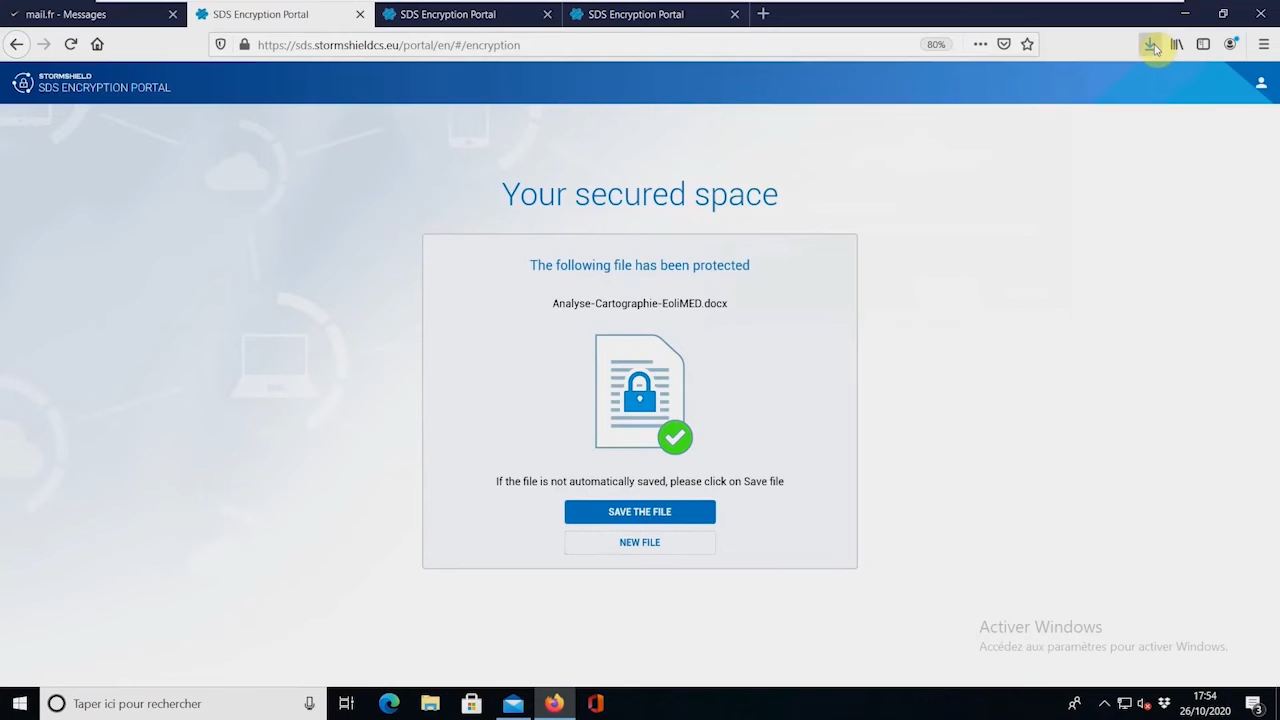 mail.fr - Messages
SDS Encryption Portal
SDS Encryption Portal
SDS Encryption Portal
https://sds.stormshieldcs.eu/portal/en/#/encryption
80%
STORMSHIELD
SDS ENCRYPTION PORTAL
Your secured space
The following file has been protected
Analyse-Cartographie-EoliMED.docx
If the file is not automatically saved, please click on Save file
SAVE THE FILE
NEW FILE
Activer Windows
Accédez aux paramètres pour activer Windows.
Taper ici pour rechercher
17:54
26/10/2020
3